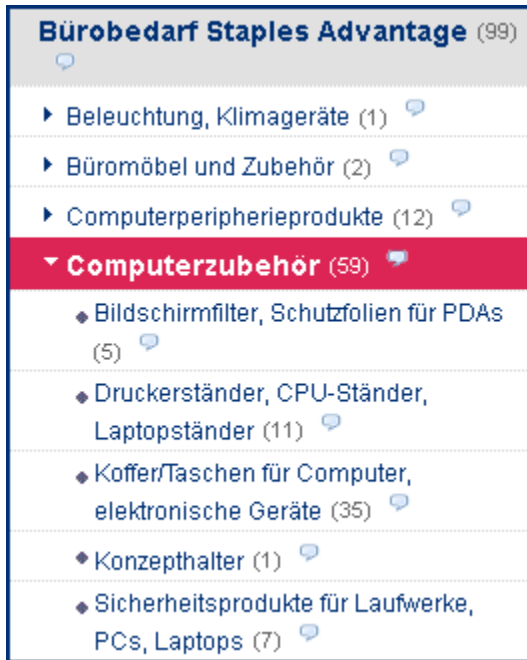 Bürobedarf Staples Advantage (99)
Beleuchtung, Klimageräte (1)
Büromöbel und Zubehör (2)
Computerperipherieprodukte (12)
Computerzubehör (59)
Bildschirmfilter, Schutzfolien für PDAs
(5)
Druckerständer, CPU-Ständer,
Laptopständer (11)
Koffer/Taschen für Computer,
elektronische Geräte (35)
Konzepthalter (1)
Sicherheitsprodukte für Laufwerke,
PCs, Laptops (7)